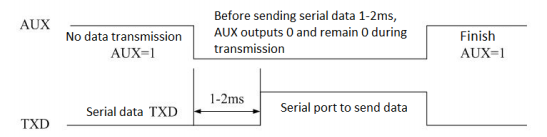 Before sending serial data 1-2ms,
AUX
AUX outputs 0 and remain 0 during
No data transmission
transmission
Finish
AUX=1
AUX=1
1-2ms
Serial data TXD
Serial port to send data
TXD